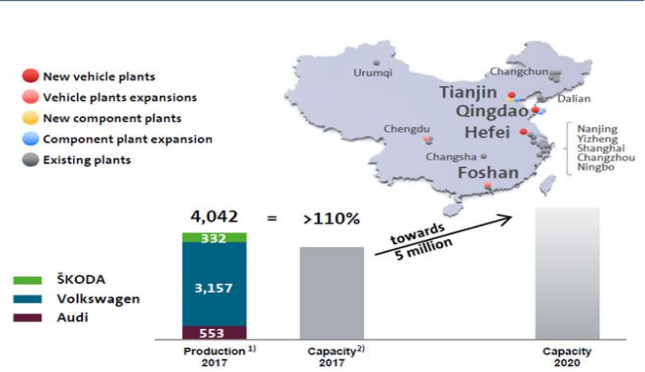 New vehicle plants
Vehicle plants expansions
New component plants
Component plant expansion
Existing plants
Urumqi
Changchun
Tianjin
Dalian
Qingdao
Chengdu
Hefei
Nanjing
Yizheng
Shanghai
Changzhou
Ningbo
Changsha
Foshan
4,042 = >110%
towards
5 million
332
3,157
553
ŠKODA
Volkswagen
Audi
Production 1)
2017
Capacity2)
2017
Capacity
2020